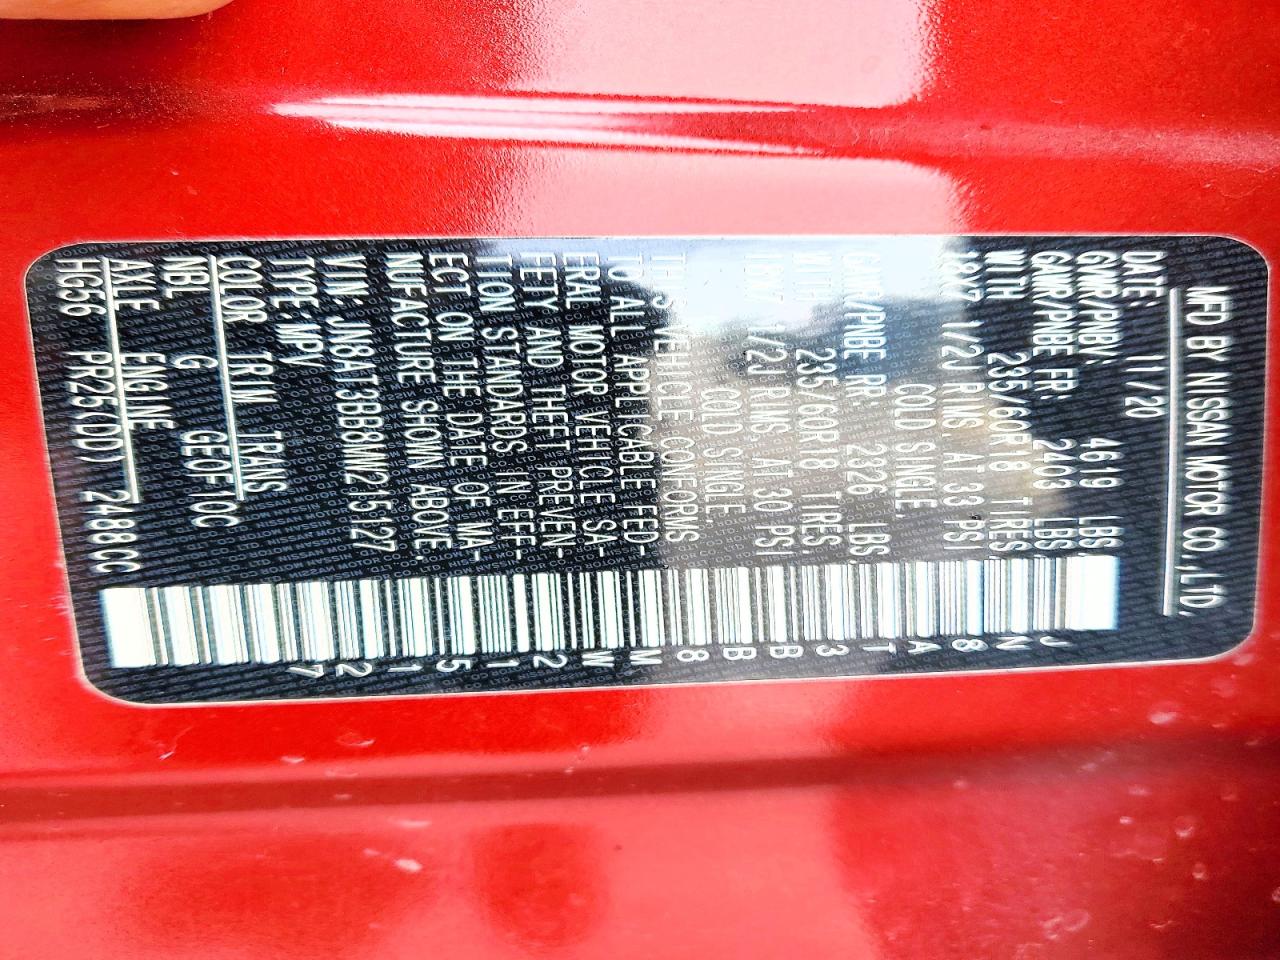 MFD BY NISSAN MOTOR CO.,LTD.
DATE: 11/20
GVWR/PNBV: 4619 LBS,
GAWR/PNBE FR: 2403 LBS
WITH 235/60R18 TIRES
18X7 1/2J RIMS, AT 33 PSI
COLD SINGLE,
GAWR/PNBE RR: 2326 LBS,
WITH 235/60R18 TIRES,
18X7 1/2J RIMS, AT 30 PSI
COLD SINGLE,
THIS VEHICLE CONFORMS
TO ALL APPLICABLE FED-
ERAL MOTOR VEHICLE SA-
FETY AND THEFT PREVEN-
TION STANDARDS IN EFF-
ECT ON THE DATE OF MA-
NUFACTURE SHOWN ABOVE
VIN: JN8AT3BB8MW215127
TYPE: MPV
COLOR TRIM TRANS
NBL G GEOF10C
AXLE ENGINE
HG56 PR25(DD) 2488CC
JN8AT3BB8MW215127